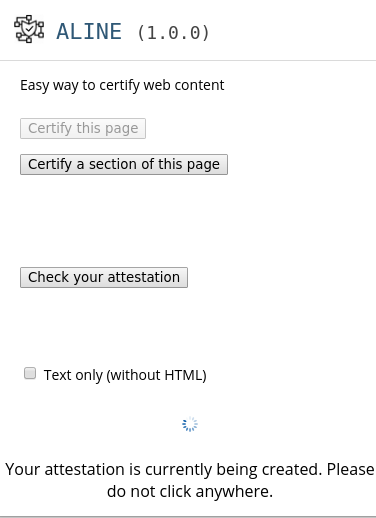 ALINE (1.0.0)
Easy way to certify web content
Certify this page
Certify a section of this page
Check your attestation
Text only (without HTML)
Your attestation is currently being created. Please
do not click anywhere.